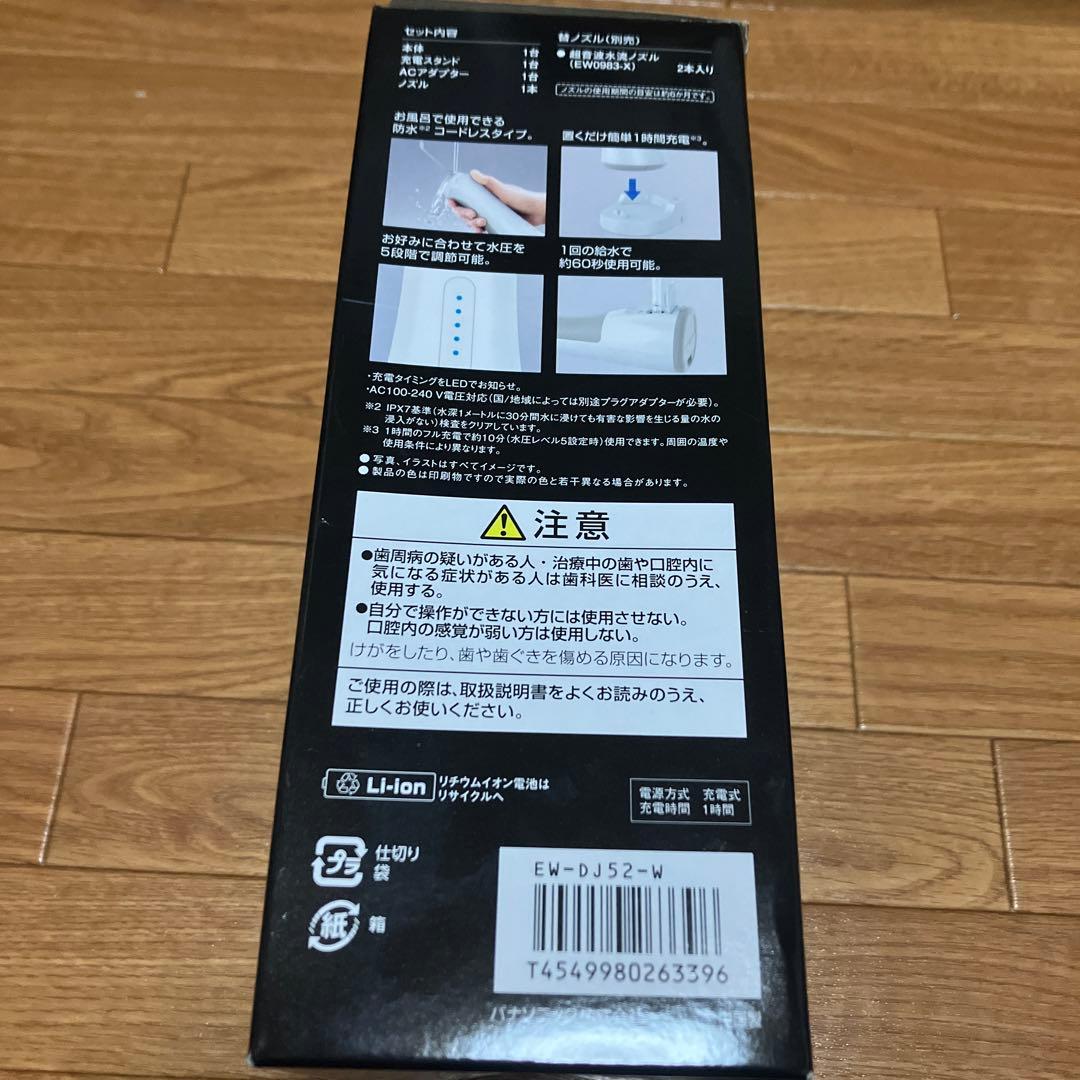 セット内容
本体 1台
充電スタンド 1台
ACアダプター 1台
ノズル 1本
替ノズル(別売)
●超音波水流ノズル
(EW0983-X) 2本入り
ノズルの使用期間の目安は約6か月です。
お風呂で使用できる
防水※2 コードレスタイプ。
置くだけ簡単1時間充電※3。
お好みに合わせて水圧を
5段階で調節可能。
1回の給水で
約60秒使用可能。
・充電タイミングをLEDでお知らせ。
・AC100-240 V電圧対応(国/地域によっては別途プラグアダプターが必要)。
※2 IPX7基準(水深1メートルに30分間水に浸けても有害な影響を生じる量の水の
浸入がない)検査をクリアしています。
※3 1時間のフル充電で約10分(水圧レベル5設定時)使用できます。周囲の温度や
使用条件により異なります。
●写真、イラストはすべてイメージです。
●製品の色は印刷物ですので実際の色と若干異なる場合があります。
注意
●歯周病の疑いがある人・治療中の歯や口腔内に
気になる症状がある人は歯科医に相談のうえ、
使用する。
●自分で操作ができない方には使用させない。
口腔内の感覚が弱い方は使用しない。
けがをしたり、歯や歯ぐきを傷める原因になります。
ご使用の際は、取扱説明書をよくお読みのうえ、
正しくお使いください。
Li-ion
リチウムイオン電池は
リサイクルへ
電源方式 充電式
充電時間 1時間
プラ
仕切り
袋
紙
箱
EW-DJ52-W
T4549980263396